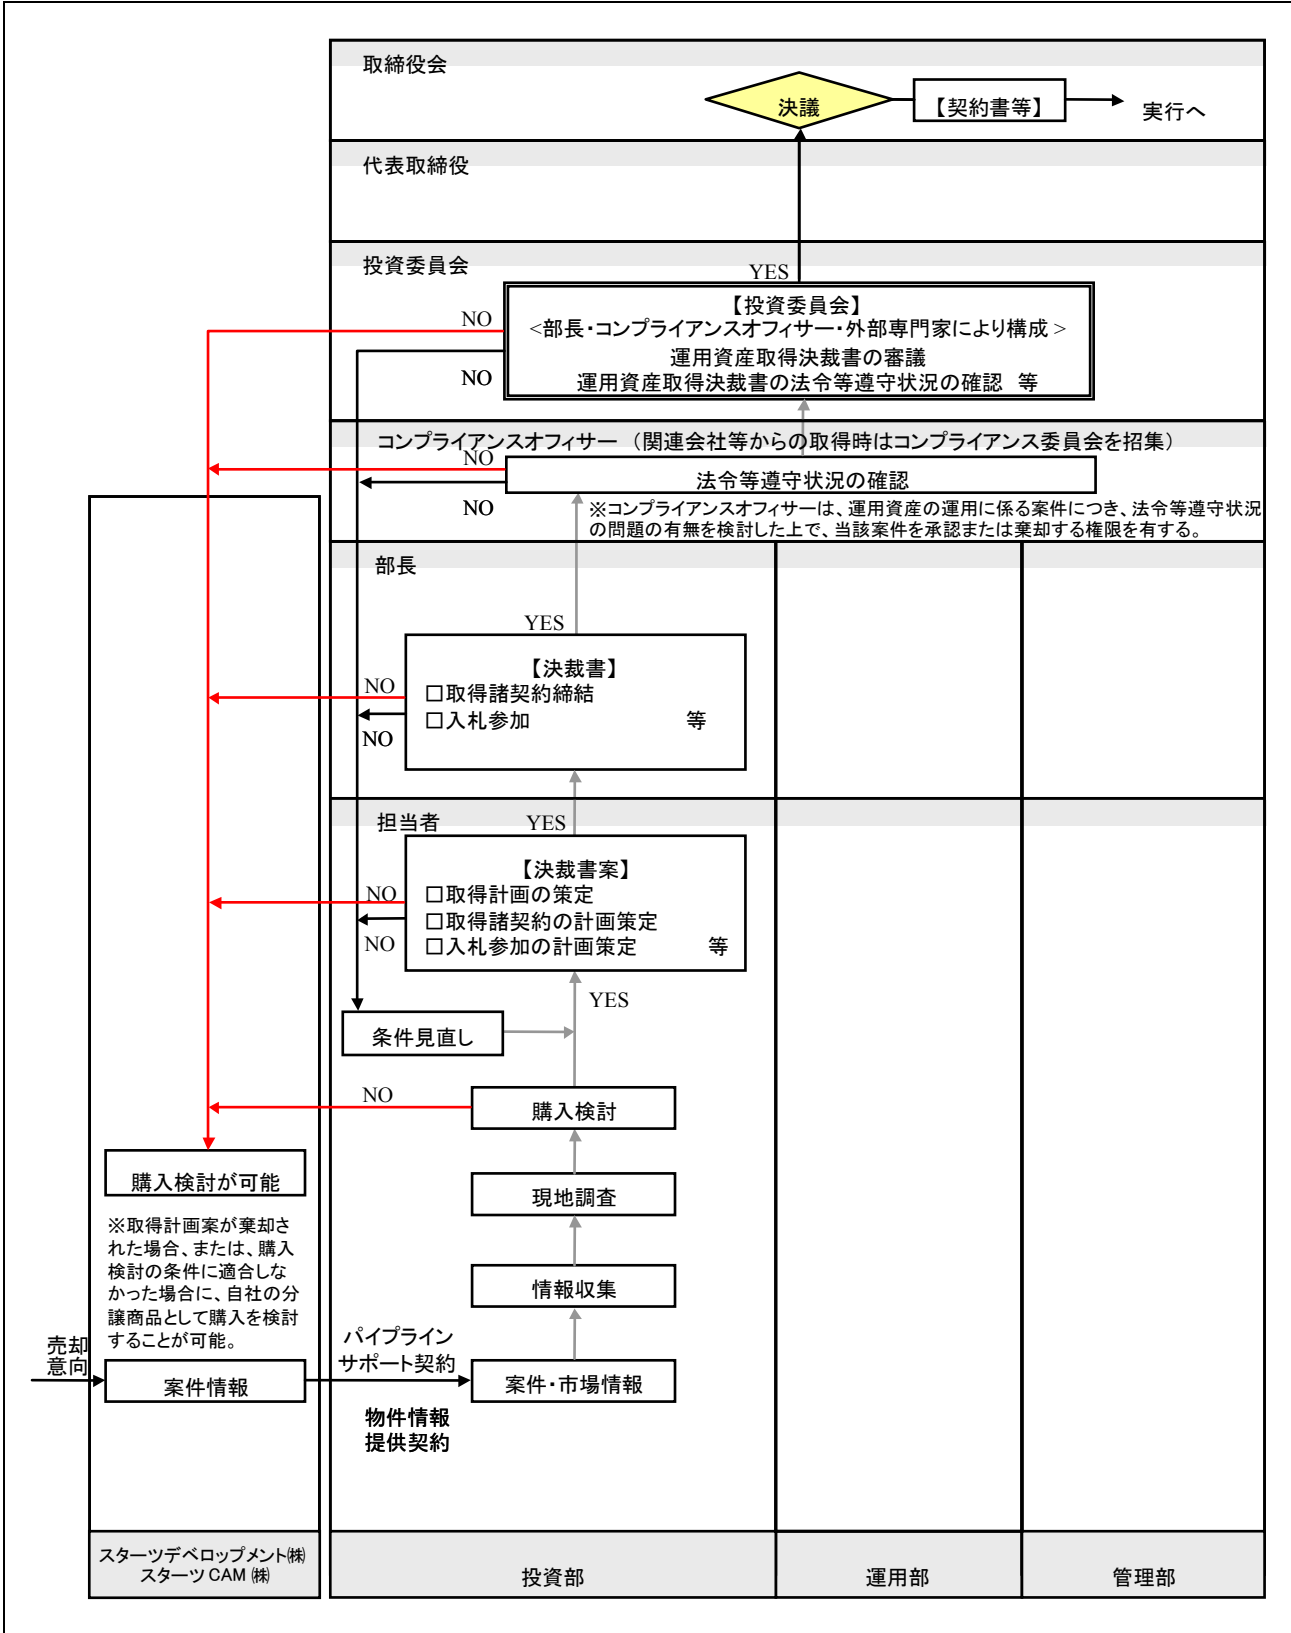 取締役会
決議
【契約書等】
実行へ
代表取締役
投資委員会
YES
【投資委員会】
<部長・コンプライアンスオフィサー・外部専門家により構成>
運用資産取得決裁書の審議
運用資産取得決裁書の法令等遵守状況の確認 等
NO
NO
コンプライアンスオフィサー （関連会社等からの取得時はコンプライアンス委員会を招集）
NO
法令等遵守状況の確認
NO
※コンプライアンスオフィサーは、運用資産の運用に係る案件につき、法令等遵守状況
の問題の有無を検討した上で、当該案件を承認または棄却する権限を有する。
部長
YES
【決裁書】
□取得諸契約締結
□入札参加 等
NO
NO
担当者
YES
【決裁書案】
□取得計画の策定
□取得諸契約の計画策定
□入札参加の計画策定 等
NO
NO
YES
条件見直し
NO
購入検討
購入検討が可能
現地調査
※取得計画案が棄却さ
れた場合、または、購入
検討の条件に適合しな
かった場合に、自社の分
譲商品として購入を検討
することが可能。
情報収集
売却
意向
案件情報
パイプライン
サポート契約
案件・市場情報
物件情報
提供契約
スターツデベロップメント㈱
スターツ CAM ㈱
投資部
運用部
管理部